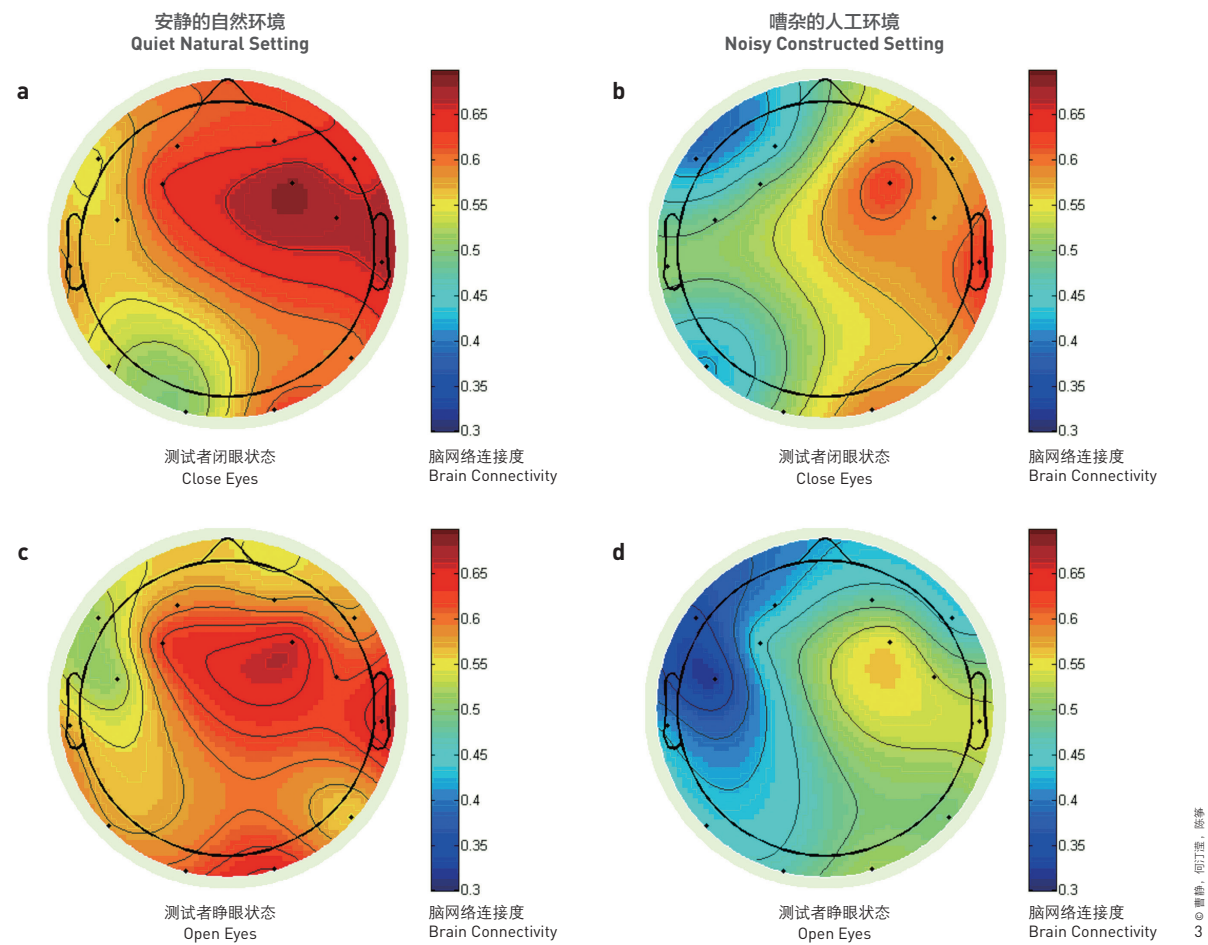 安静的自然环境
Quiet Natural Setting
嘈杂的人工环境
Noisy Constructed Setting
a
0.65
0.6
0.55
0.5
0.45
0.4
0.35
0.3
测试者闭眼状态
Close Eyes
脑网络连接度
Brain Connectivity
b
0.65
0.6
0.55
0.5
0.45
0.4
0.35
0.3
测试者闭眼状态
Close Eyes
脑网络连接度
Brain Connectivity
c
0.65
0.6
0.55
0.5
0.45
0.4
0.35
0.3
测试者睁眼状态
Open Eyes
脑网络连接度
Brain Connectivity
d
0.65
0.6
0.55
0.5
0.45
0.4
0.35
0.3
测试者睁眼状态
Open Eyes
脑网络连接度
Brain Connectivity
© 曹静，何汀滢，陈筝
3